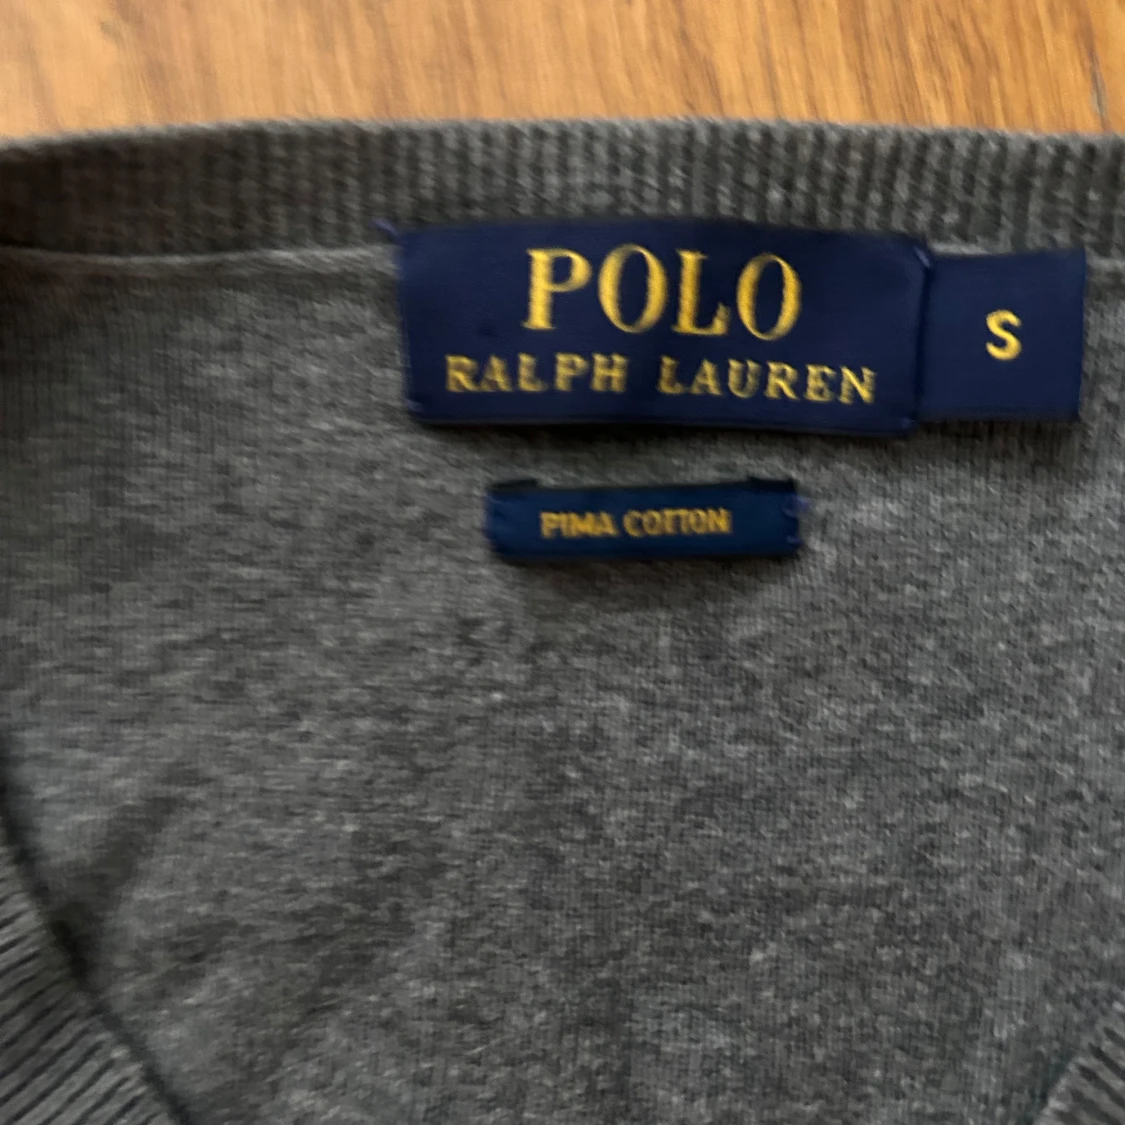 POLO
RALPH LAUREN
S
PIMA COTTON